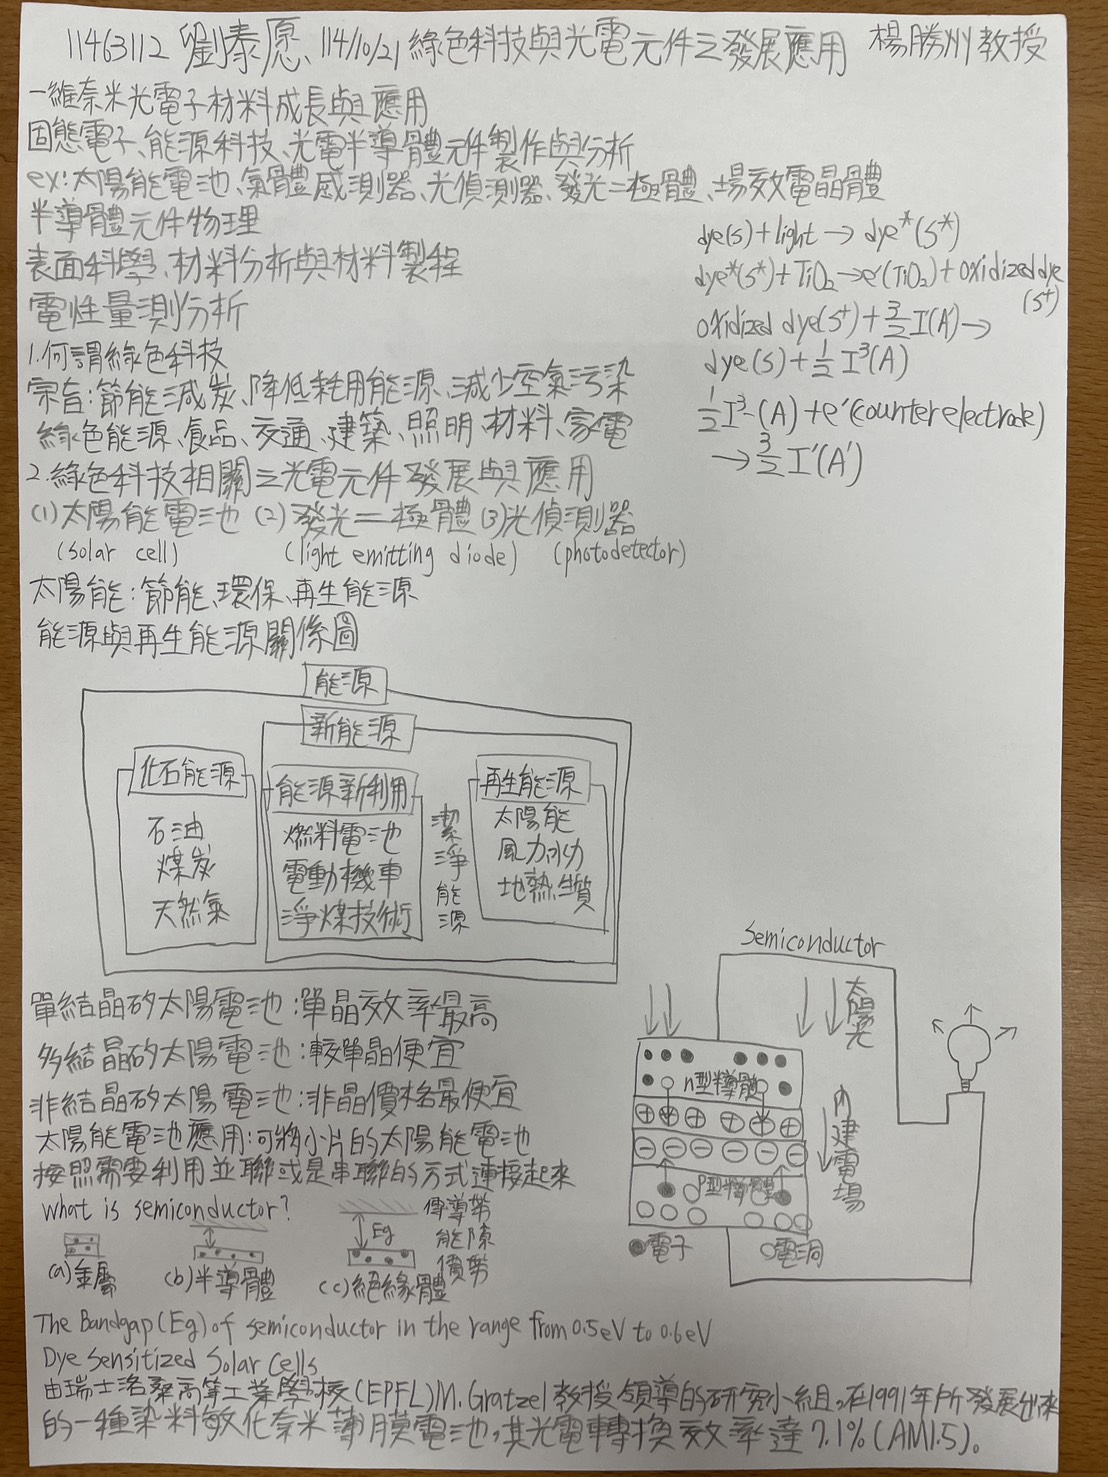 11463112 劉泰愿、114/10/21 綠色科技與光電元件之發展應用 楊勝州教授
一維奈米光電子材料成長與應用
固態電子、能源科技、光電半導體元件製作與分析
ex:太陽能電池、氣體感測器、光偵測器、發光二極體、場效電晶體
半導體元件物理
表面科學、材料分析與材料製程
電性量測分析
1.何謂綠色科技
宗旨:節能減炭、降低耗用能源、減少空氣污染
綠色能源、食品、交通、建築、照明、材料、家電
2.綠色科技相關之光電元件發展與應用
(1)太陽能電池 (2)發光二極體 (3)光偵測器
(solar cell) (light emitting diode) (photodetector)
太陽能:節能、環保、再生能源
能源與再生能源關係圖
dye(s)+light→dye*(S*)
dye*(S*)+TiO2→e'(TiO2)+oxidized dye
(S+)
oxidized dye(S+)+3/2 I(A)→
dye(s)+1/2 I³(A)
1/2 I³-(A)+e'(counterelectrode)
→3/2 I'(A')
能源
新能源
化石能源
石油
煤炭
天然氣
能源新利用
燃料電池
電動機車
淨煤技術
潔淨能源
再生能源
太陽能
風力水力
地熱生質
單結晶矽太陽電池:單晶效率最高
多結晶矽太陽電池:較單晶便宜
非結晶矽太陽電池:非晶價格最便宜
太陽能電池應用:可將小片的太陽能電池
按照需要利用並聯或是串聯的方式連接起來
What is semiconductor?
Eg
傳導帶
能隙
價帶
(a)金屬 (b)半導體 (c)絕緣體
Semiconductor
太陽光
n型半導體
內建電場
p型半導體
電子 電洞
The Bandgap(Eg) of semiconductor in the range from 0.5eV to 0.6eV
Dye Sensitized Solar Cells
由瑞士洛桑高等工業學校(EPFL)M.Gratzel教授領導的研究小組,在1991年所發展出來
的一種染料敏化奈米薄膜電池,其光電轉換效率達7.1%(AM1.5)。